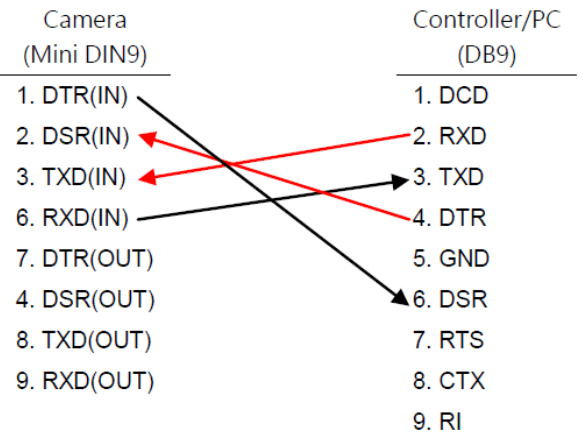 Camera
(Mini DIN9)
1. DTR(IN)
2. DSR(IN)
3. TXD(IN)
6. RXD(IN)
7. DTR(OUT)
4. DSR(OUT)
8. TXD(OUT)
9. RXD(OUT)
Controller/PC
(DB9)
1. DCD
2. RXD
3. TXD
4. DTR
5. GND
6. DSR
7. RTS
8. CTX
9. RI